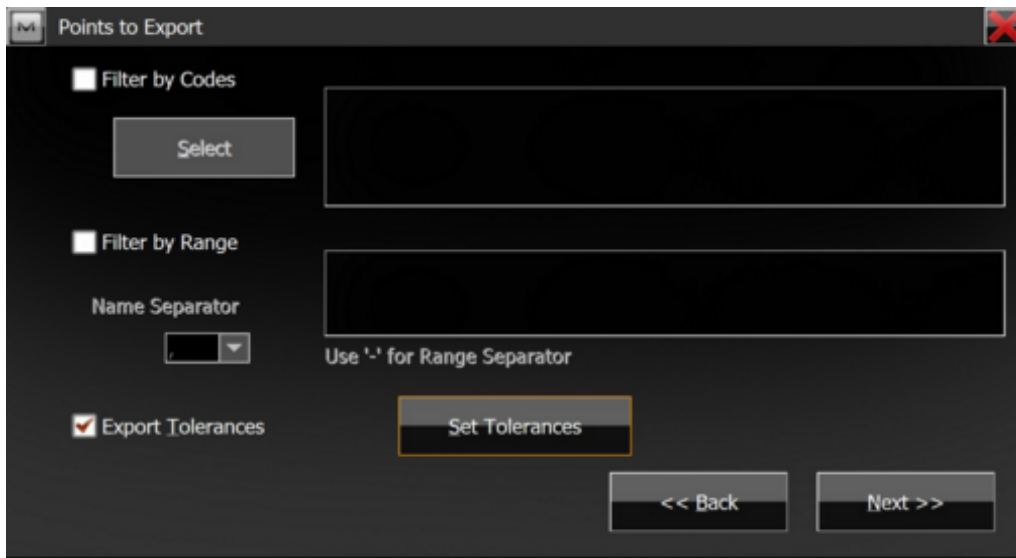 Points to Export
Filter by Codes
Select
Filter by Range
Name Separator
,
Use '-' for Range Separator
Export Tolerances
Set Tolerances
<< Back
Next >>